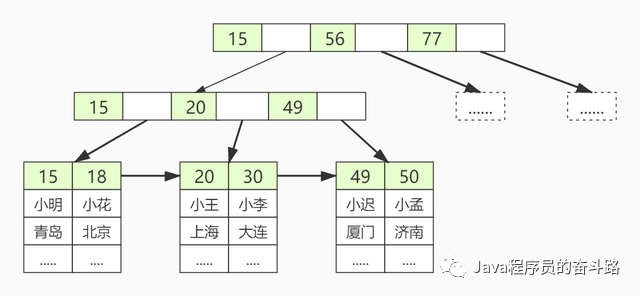 15 56 77
15 20 49 ...... ......
15 18 20 30 49 50
小明 小花 小王 小李 小迟 小孟
青岛 北京 上海 大连 厦门 济南
..... .... ..... .... ..... ....
Java程序员的奋斗路